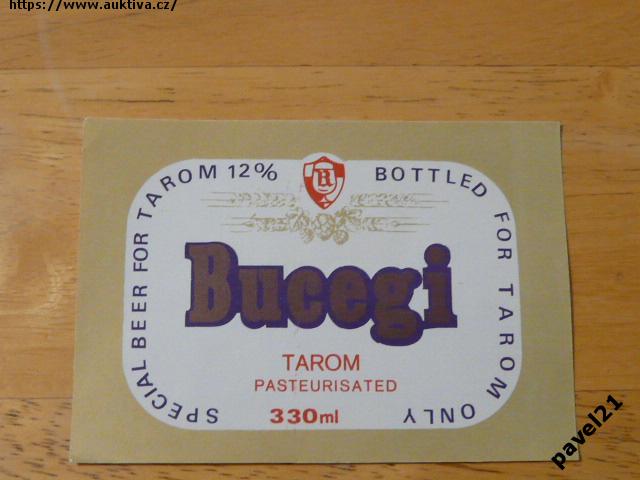 https://www.auktiva.cz/
SPECIAL BEER FOR TAROM 12%
BOTTLED FOR TAROM ONLY
R
Bucegi
TAROM
PASTEURISATED
330ml
pavel21